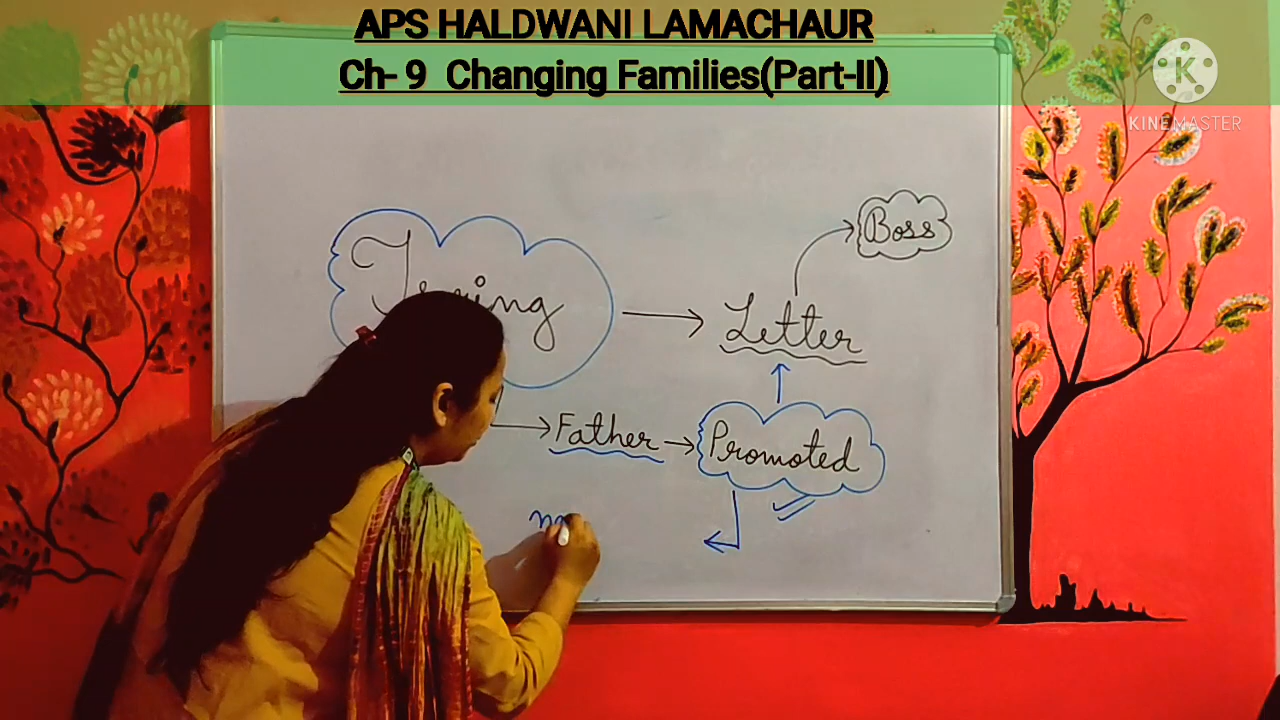 APS HALDWANI LAMACHAUR
Ch- 9 Changing Families(Part-II)
K
KINEMASTER
Boss
Letter
Father
Promoted